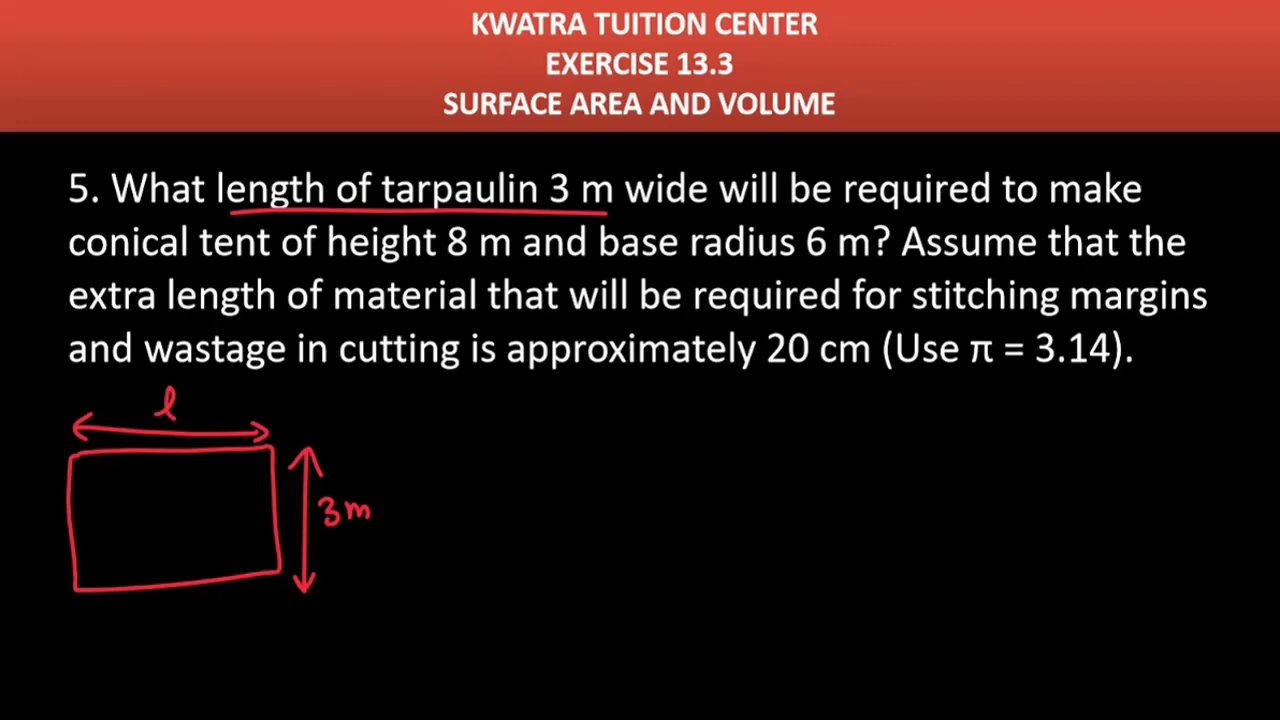 KWATRA TUITION CENTER
EXERCISE 13.3
SURFACE AREA AND VOLUME
5. What length of tarpaulin 3 m wide will be required to make
conical tent of height 8 m and base radius 6 m? Assume that the
extra length of material that will be required for stitching margins
and wastage in cutting is approximately 20 cm (Use π = 3.14).
l
3m